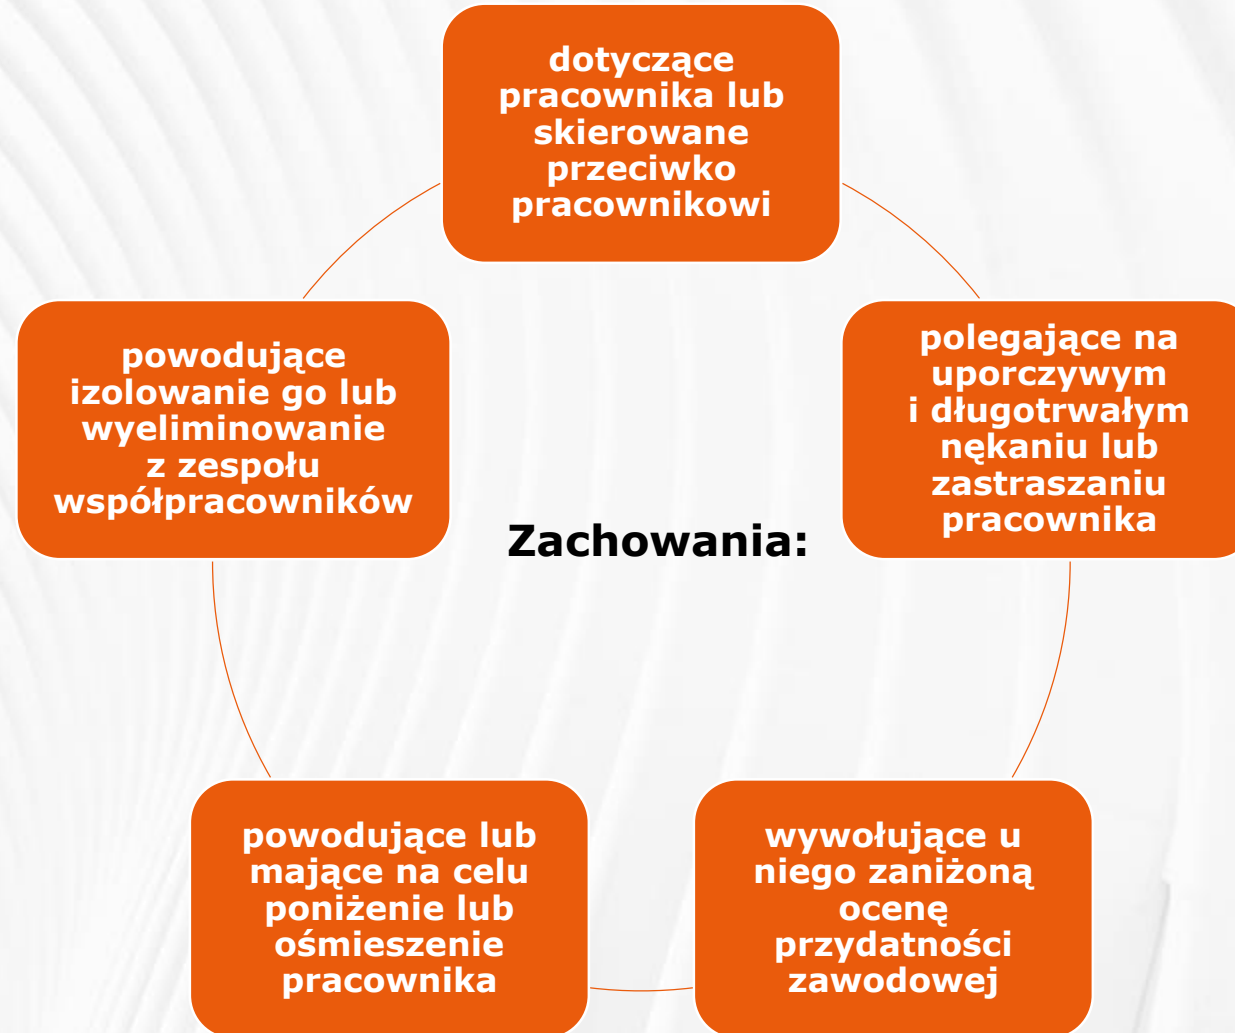 dotyczące
pracownika lub
skierowane
przeciwko
pracownikowi
polegające na
uporczywym
i długotrwałym
nękaniu lub
zastraszaniu
pracownika
wywołujące u
niego zaniżoną
ocenę
przydatności
zawodowej
powodujące lub
mające na celu
poniżenie lub
ośmieszenie
pracownika
powodujące
izolowanie go lub
wyeliminowanie
z zespołu
współpracowników
Zachowania: